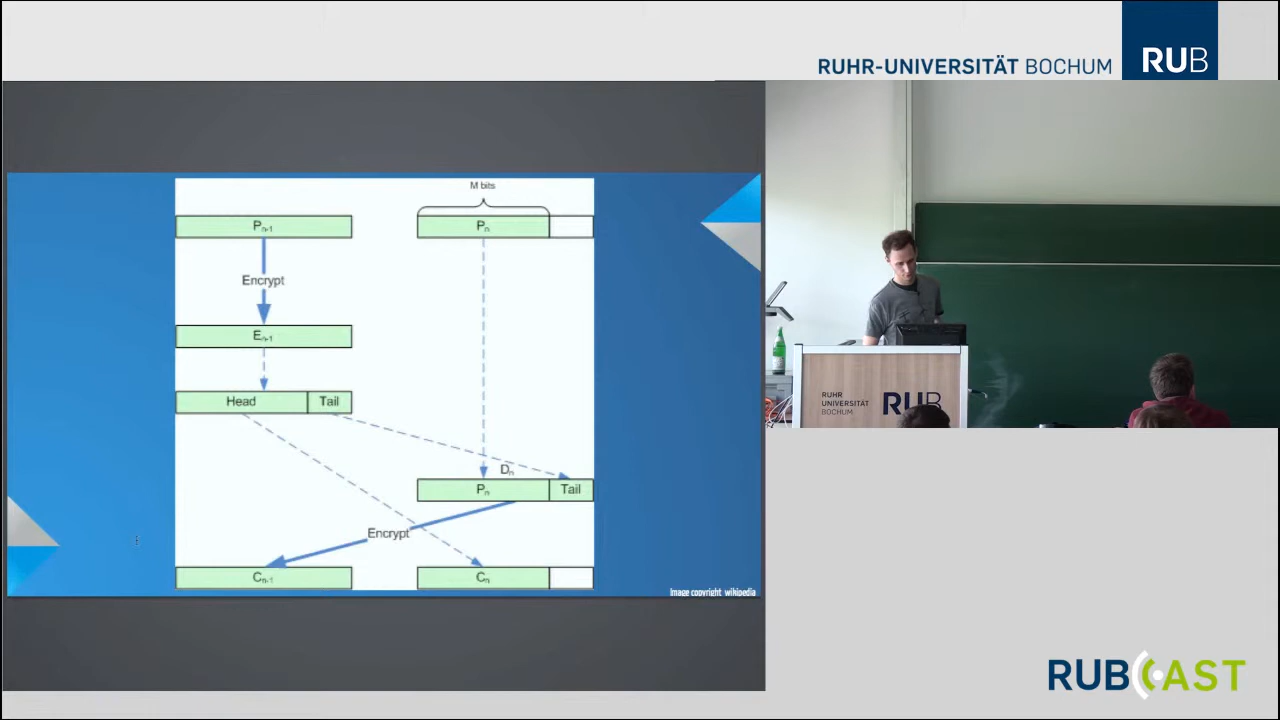 RUHR-UNIVERSITÄT BOCHUM RUB
M bits
Pn-1
Pn
Encrypt
En-1
Head Tail
Dn
Pn Tail
Encrypt
Cn-1
Cn
Image copyright wikipedia
RUHR
UNIVERSITÄT
BOCHUM
RUB
RUBCAST